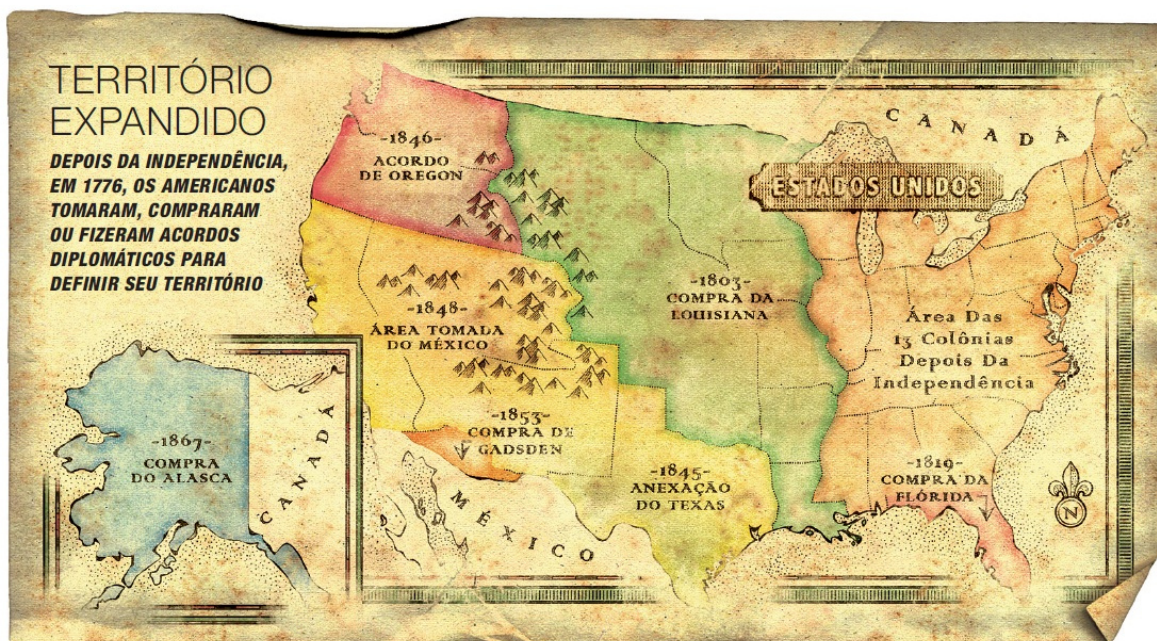 TERRITÓRIO
EXPANDIDO
DEPOIS DA INDEPENDÊNCIA,
EM 1776, OS AMERICANOS
TOMARAM, COMPRARAM
OU FIZERAM ACORDOS
DIPLOMÁTICOS PARA
DEFINIR SEU TERRITÓRIO
CANADÁ
ESTADOS UNIDOS
-1846-
ACORDO
DE OREGON
-1803-
COMPRA DA
LOUISIANA
-1848-
ÁREA TOMADA
DO MÉXICO
Área Das
13 Colônias
Depois Da
Independência
-1853-
COMPRA DE
GADSDEN
-1845-
ANEXAÇÃO
DO TEXAS
-1819-
COMPRA DA
FLÓRIDA
MÉXICO
-1867-
COMPRA
DO ALASCA
CANADÁ
N